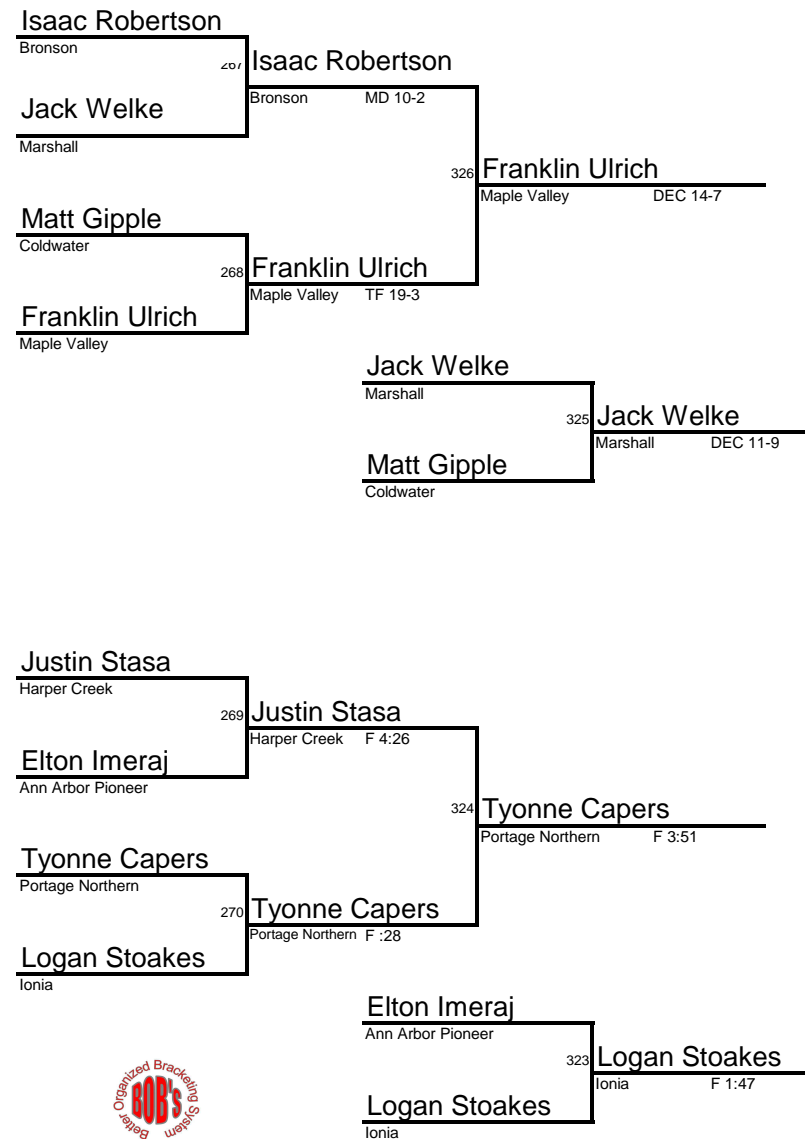 Isaac Robertson
Bronson
267
Isaac Robertson
Bronson MD 10-2
Jack Welke
Marshall
326
Franklin Ulrich
Maple Valley DEC 14-7
Matt Gipple
Coldwater
268
Franklin Ulrich
Maple Valley TF 19-3
Franklin Ulrich
Maple Valley
Jack Welke
Marshall
325
Jack Welke
Marshall DEC 11-9
Matt Gipple
Coldwater
Justin Stasa
Harper Creek
269
Justin Stasa
Harper Creek F 4:26
Elton Imeraj
Ann Arbor Pioneer
324
Tyonne Capers
Portage Northern F 3:51
Tyonne Capers
Portage Northern
270
Tyonne Capers
Portage Northern F :28
Logan Stoakes
Ionia
Elton Imeraj
Ann Arbor Pioneer
323
Logan Stoakes
Ionia F 1:47
Logan Stoakes
Ionia
Better Organized Bracketing System
BOB's